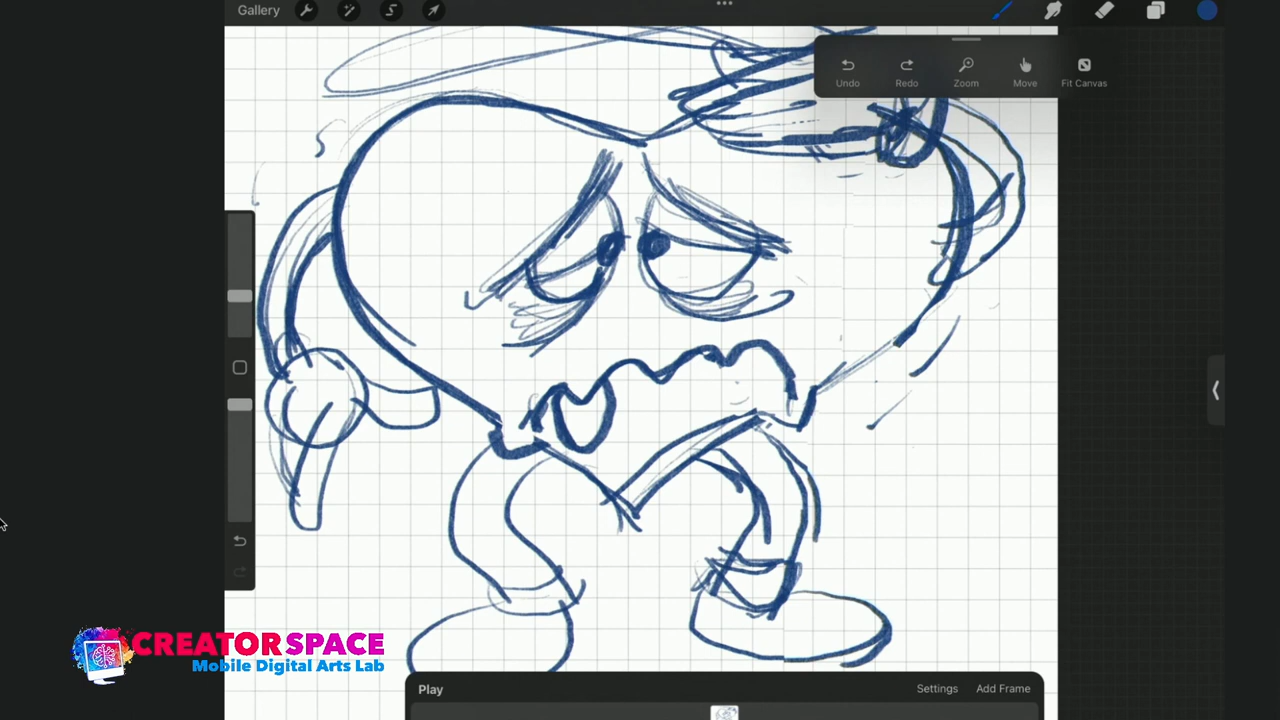 Gallery
Undo
Redo
Zoom
Move
Fit Canvas
CREATOR SPACE
Mobile Digital Arts Lab
Play
Settings
Add Frame